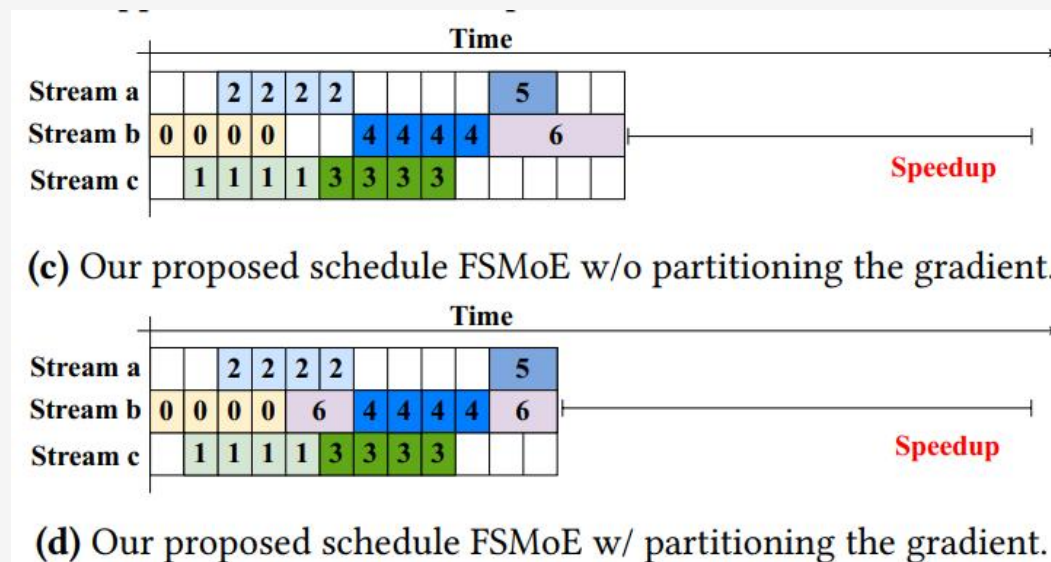 Time
Stream a 2 2 2 2 5
Stream b 0 0 0 0 4 4 4 4 6
Stream c 1 1 1 1 3 3 3 3
Speedup
(c) Our proposed schedule FSMoE w/o partitioning the gradient.
Time
Stream a 2 2 2 2 5
Stream b 0 0 0 0 6 4 4 4 4 6
Stream c 1 1 1 1 3 3 3 3
Speedup
(d) Our proposed schedule FSMoE w/ partitioning the gradient.